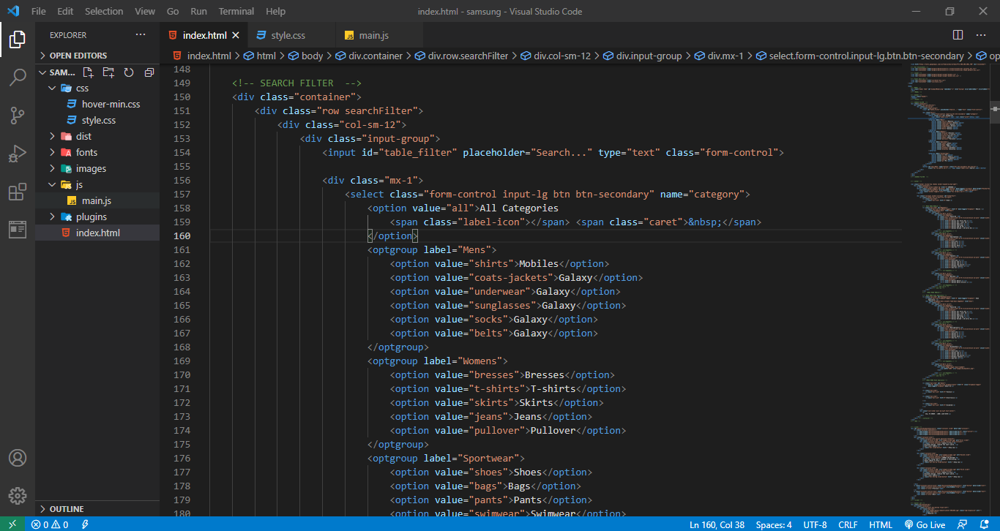 File Edit Selection View Go Run Terminal Help
index.html - samsung - Visual Studio Code
EXPLORER
OPEN EDITORS
SAM...
css
hover-min.css
style.css
dist
fonts
images
js
main.js
plugins
index.html
OUTLINE
index.html style.css main.js
index.html > html > body > div.container > div.row.searchFilter > div.col-sm-12 > div.input-group > div.mx-1 > select.form-control.input-lg.btn.btn-secondary > op
148
149 <!-- SEARCH FILTER  -->
150 <div class="container">
151 <div class="row searchFilter">
152 <div class="col-sm-12">
153 <div class="input-group">
154 <input id="table_filter" placeholder="Search..." type="text" class="form-control">
155
156 <div class="mx-1">
157 <select class="form-control input-lg btn btn-secondary" name="category">
158 <option value="all">All Categories
159 <span class="label-icon"></span> <span class="caret">&nbsp;</span>
160 </option>
161 <optgroup label="Mens">
162 <option value="shirts">Mobiles</option>
163 <option value="coats-jackets">Galaxy</option>
164 <option value="underwear">Galaxy</option>
165 <option value="sunglasses">Galaxy</option>
166 <option value="socks">Galaxy</option>
167 <option value="belts">Galaxy</option>
168 </optgroup>
169 <optgroup label="Womens">
170 <option value="bresses">Bresses</option>
171 <option value="t-shirts">T-shirts</option>
172 <option value="skirts">Skirts</option>
173 <option value="jeans">Jeans</option>
174 <option value="pullover">Pullover</option>
175 </optgroup>
176 <optgroup label="Sportwear">
177 <option value="shoes">Shoes</option>
178 <option value="bags">Bags</option>
179 <option value="pants">Pants</option>
180 <option value="swimwear">Swimwear</option>
0 0 Ln 160, Col 38 Spaces: 4 UTF-8 CRLF HTML Go Live